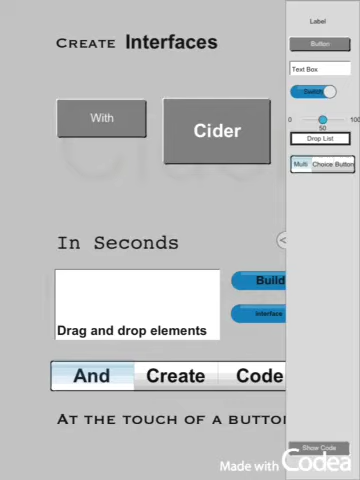 Create Interfaces
With
Cider
In Seconds
Drag and drop elements
Build
interface
And Create Code
At the touch of a butto
Label
Button
Text Box
Switch
0 100
50
Drop List
Multi Choice Button
<
Show Code
Made with Codea